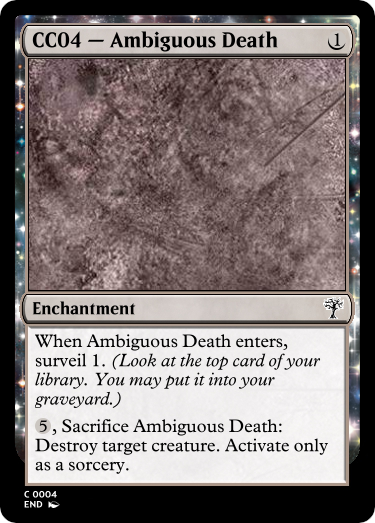 CC04 — Ambiguous Death 1
Enchantment
When Ambiguous Death enters,
surveil 1. (Look at the top card of your
library. You may put it into your
graveyard.)
5, Sacrifice Ambiguous Death:
Destroy target creature. Activate only
as a sorcery.
C 0004
END